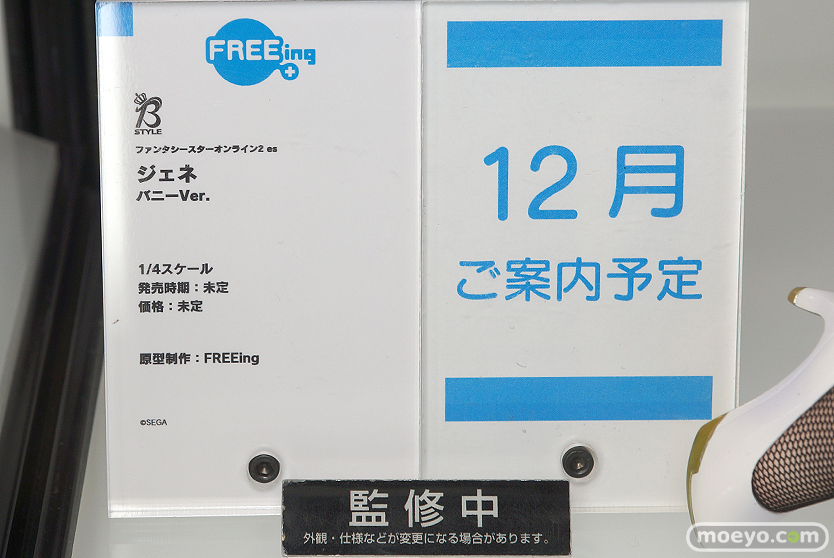 FREEing
B
STYLE
ファンタシースターオンライン2 es
ジェネ
バニーVer.
1/4スケール
発売時期：未定
価格：未定
原型制作：FREEing
©SEGA
12月
ご案内予定
監修中
外観・仕様などが変更になる場合があります。
moeyo.com